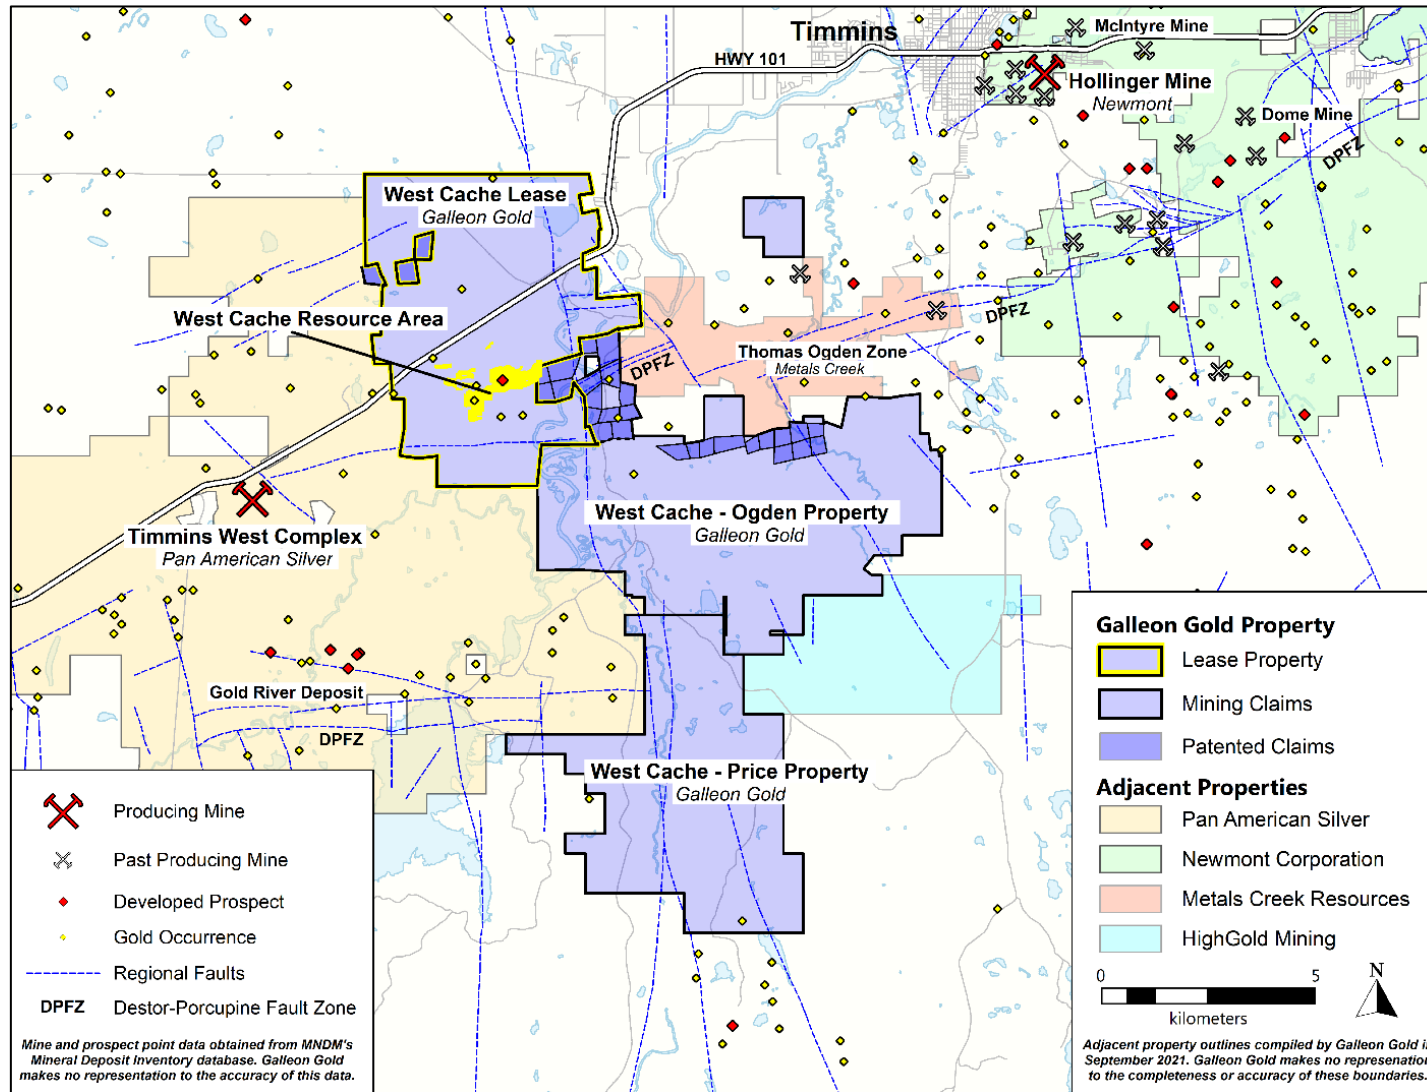 Timmins
McIntyre Mine
HWY 101
Hollinger Mine
Newmont
Dome Mine
DPFZ
West Cache Lease
Galleon Gold
West Cache Resource Area
DPFZ
Thomas Ogden Zone
Metals Creek
DPFZ
West Cache - Ogden Property
Galleon Gold
Timmins West Complex
Pan American Silver
Gold River Deposit
DPFZ
West Cache - Price Property
Galleon Gold
Producing Mine
Past Producing Mine
Developed Prospect
Gold Occurrence
Regional Faults
DPFZ Destor-Porcupine Fault Zone
Mine and prospect point data obtained from MNDM's
Mineral Deposit Inventory database. Galleon Gold
makes no representation to the accuracy of this data.
Galleon Gold Property
Lease Property
Mining Claims
Patented Claims
Adjacent Properties
Pan American Silver
Newmont Corporation
Metals Creek Resources
HighGold Mining
0 5
kilometers
N
Adjacent property outlines compiled by Galleon Gold i
September 2021. Galleon Gold makes no represenation
to the completeness or accuracy of these boundaries.